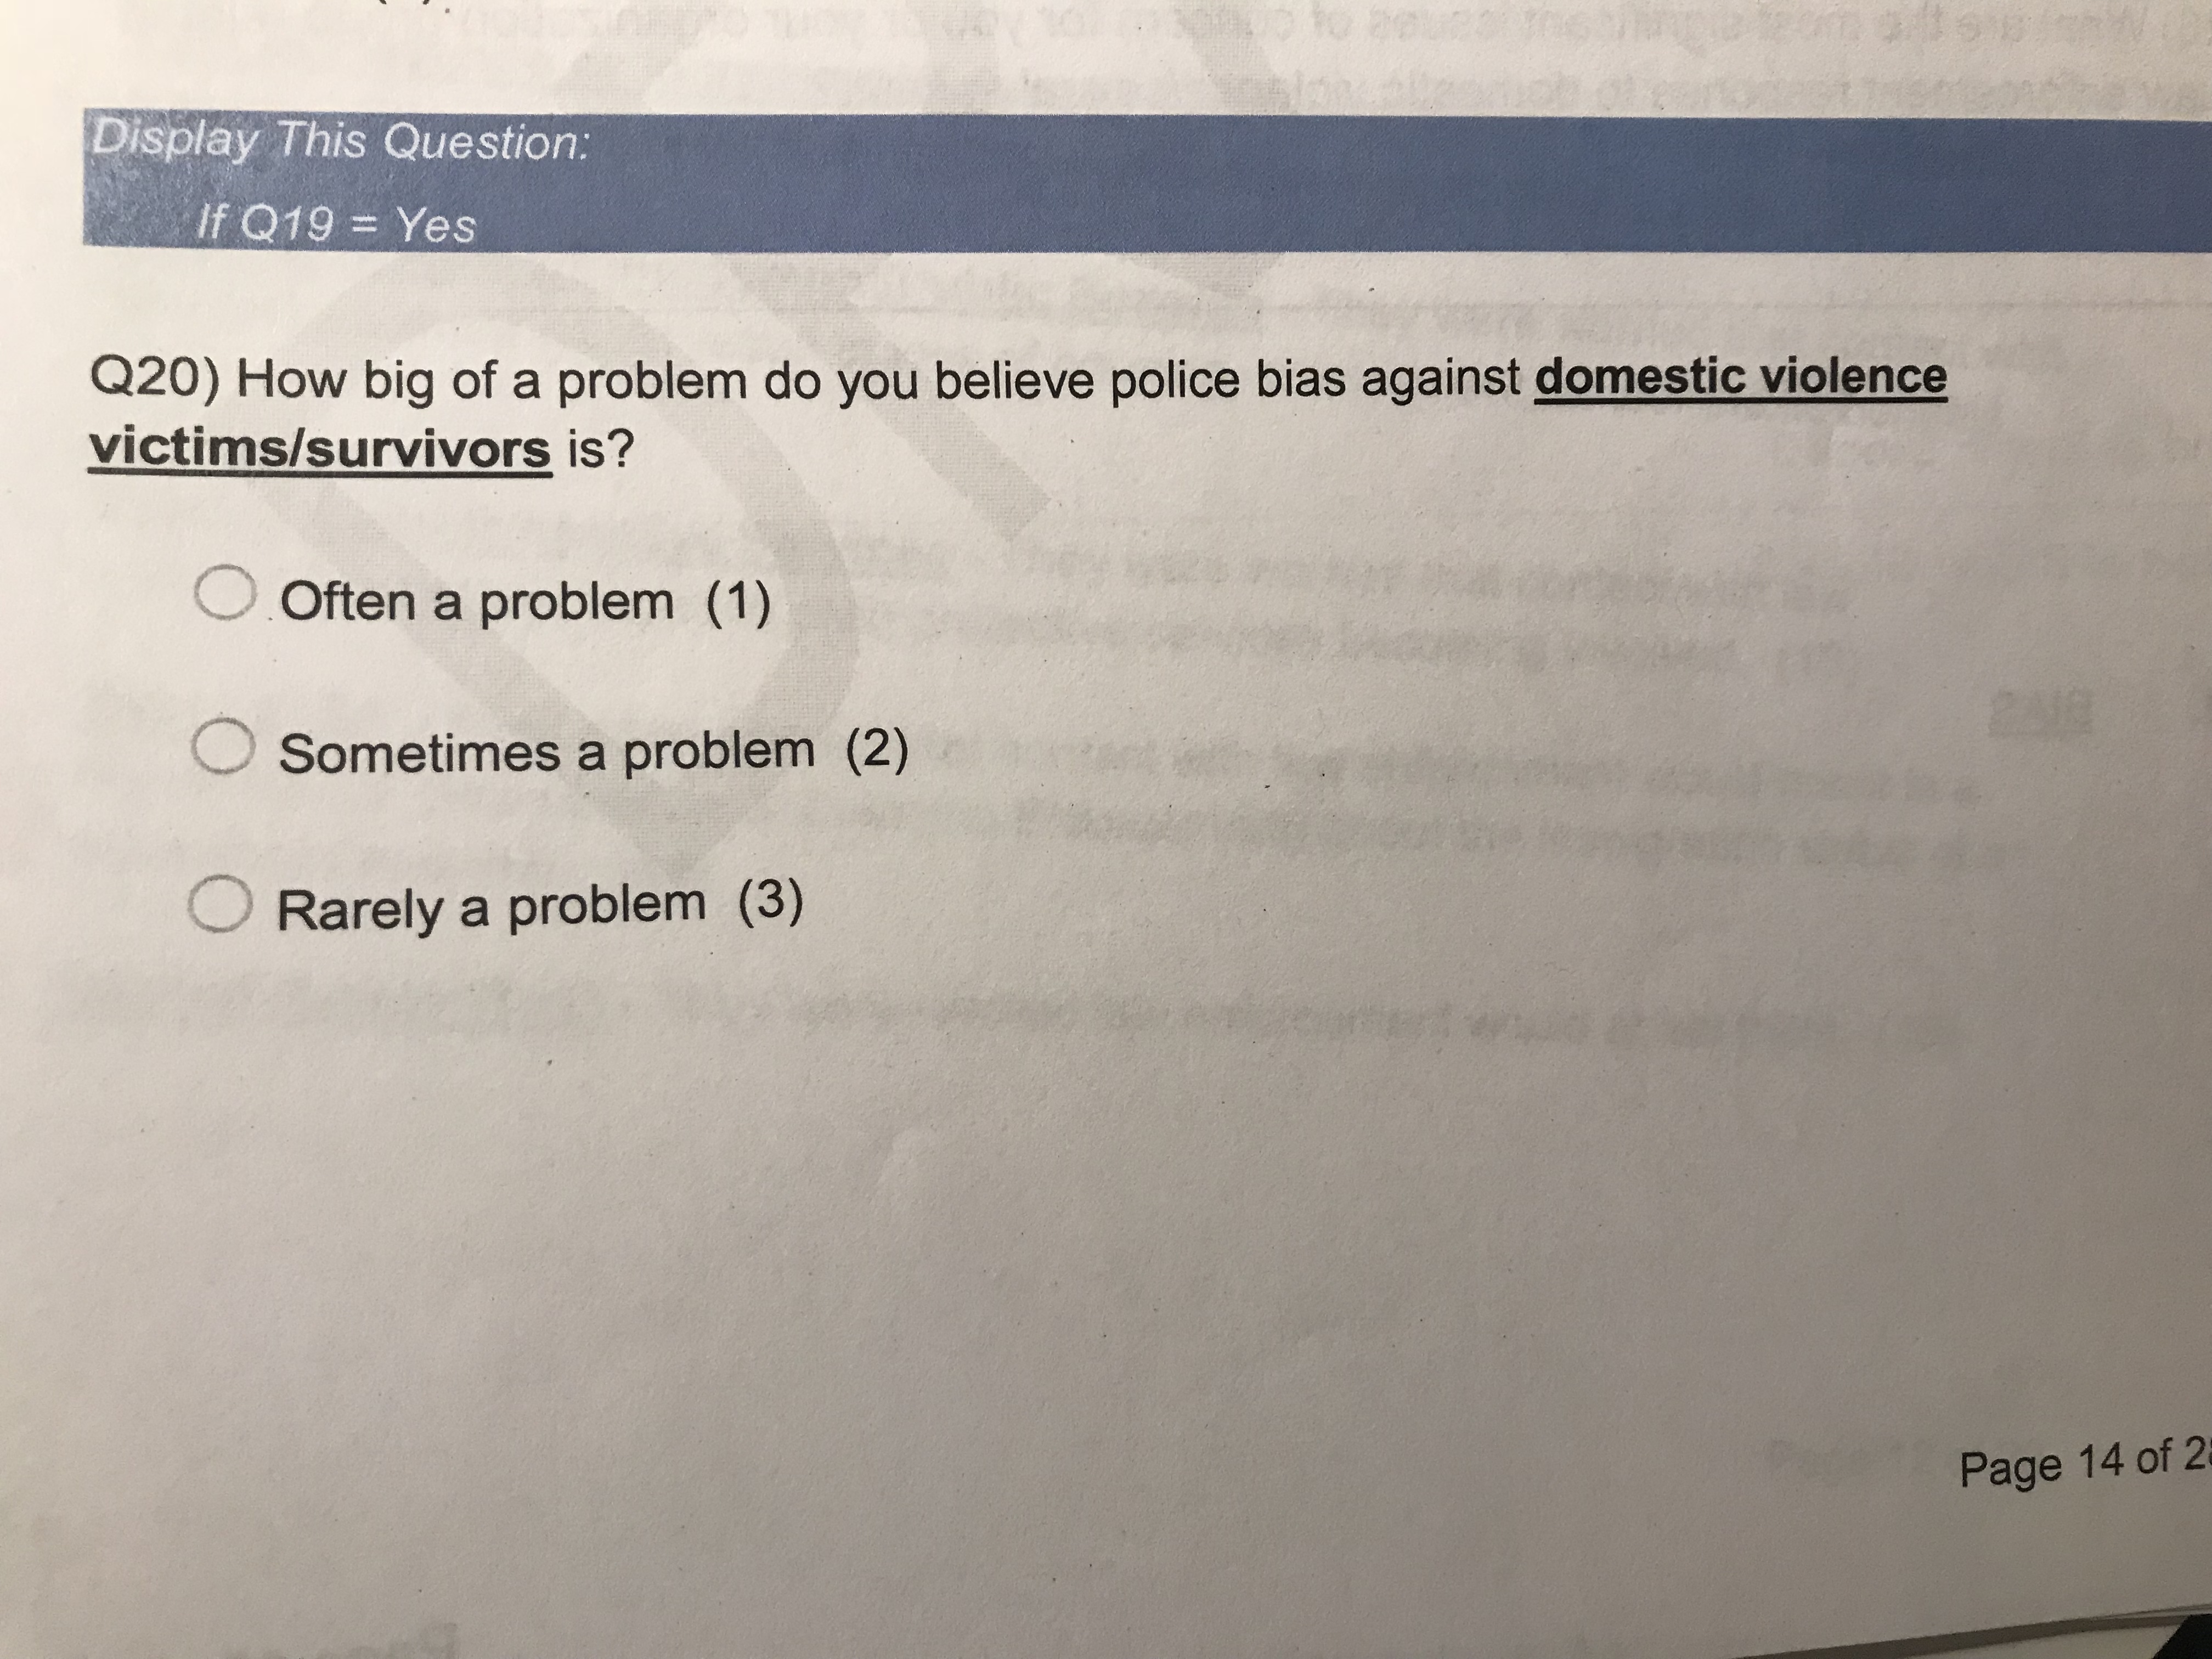 Display This Question:
If Q19 = Yes
Q20) How big of a problem do you believe police bias against domestic violence
victims/survivors is?
Often a problem (1)
Sometimes a problem (2)
Rarely a problem (3)
Page 14 of